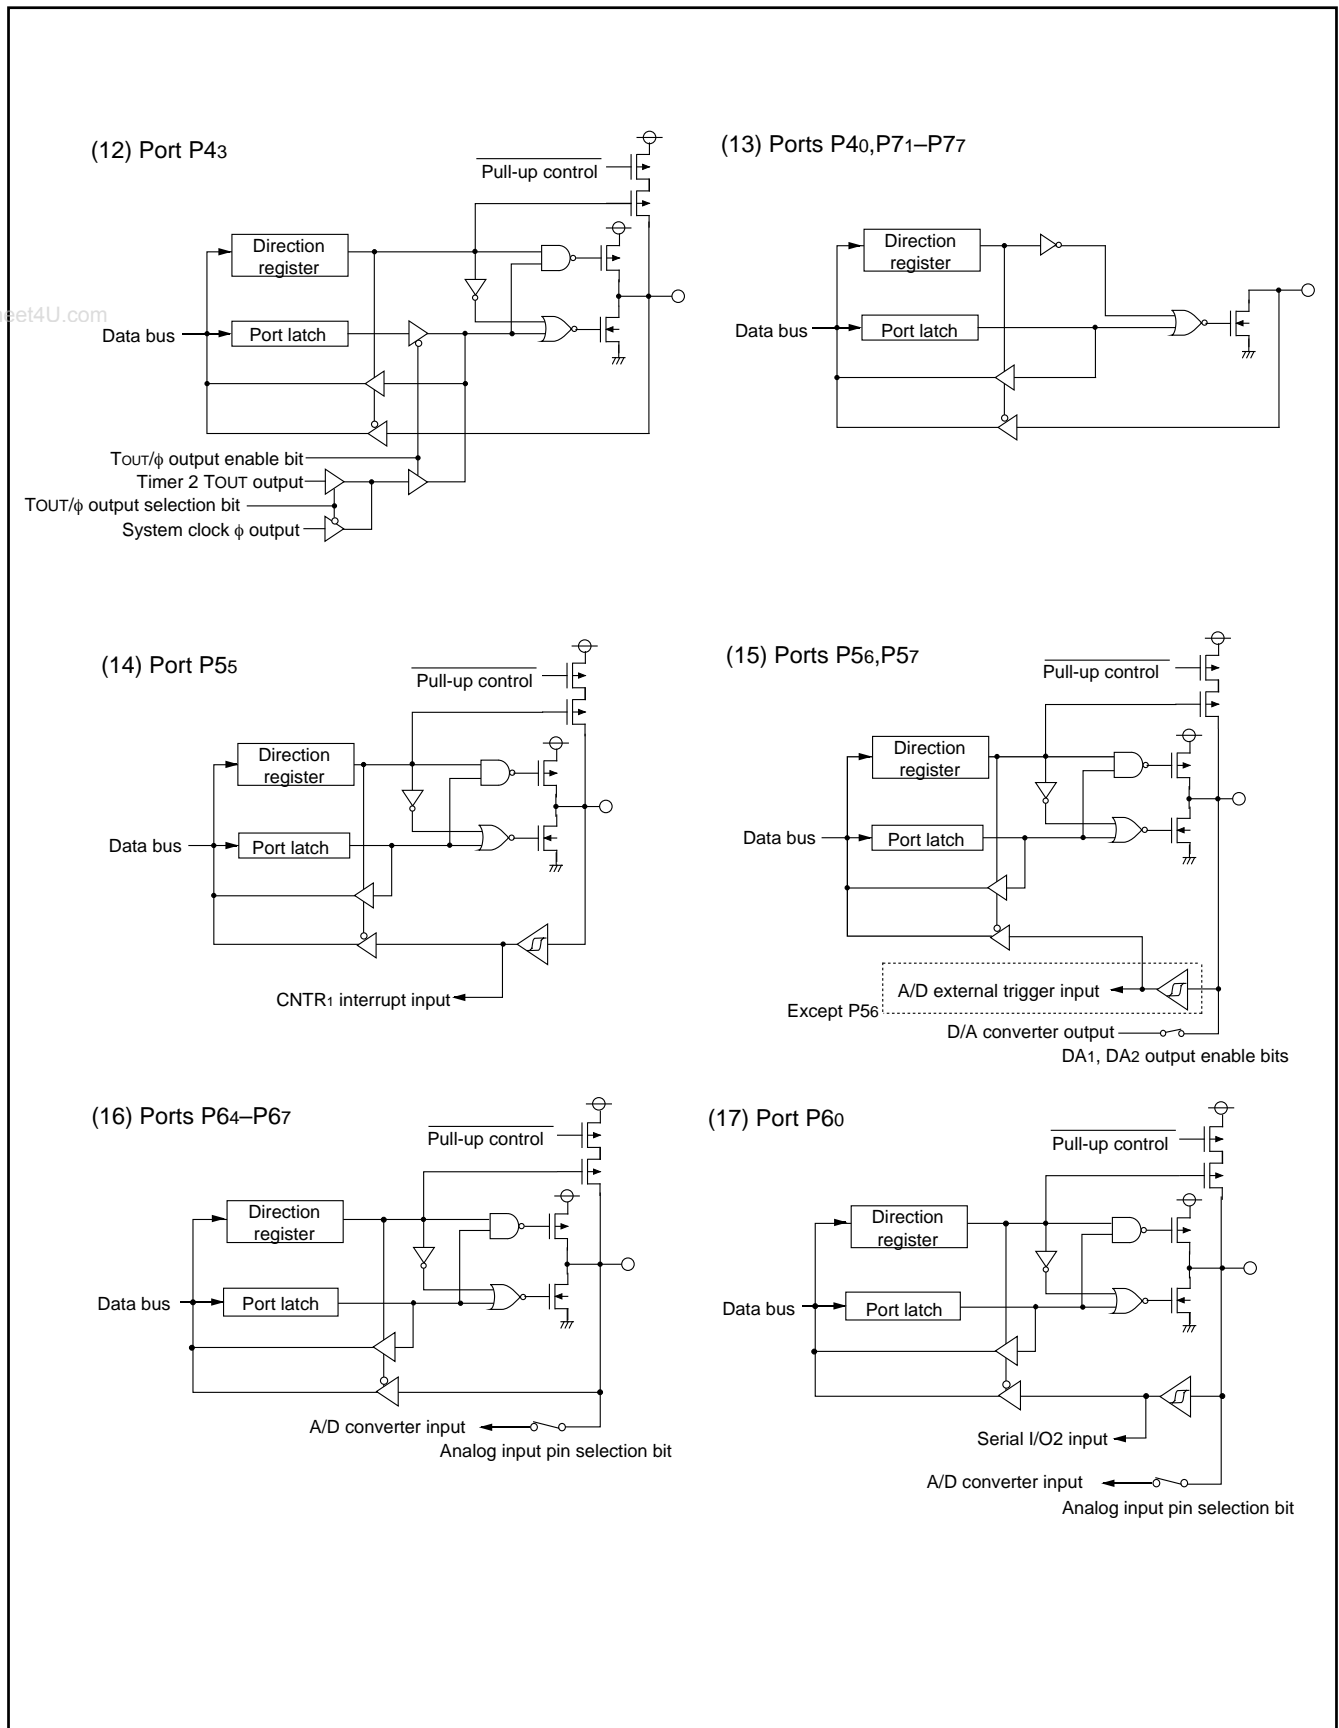 (12) Port P43
Pull-up control
Direction
register
Data bus
Port latch
TOUT/ϕ output enable bit
Timer 2 TOUT output
TOUT/ϕ output selection bit
System clock ϕ output
(13) Ports P40,P71–P77
Direction
register
Data bus
Port latch
eet4U.com
(14) Port P55
Pull-up control
Direction
register
Data bus
Port latch
CNTR1 interrupt input
(15) Ports P56,P57
Pull-up control
Direction
register
Data bus
Port latch
A/D external trigger input
Except P56
D/A converter output
DA1, DA2 output enable bits
(16) Ports P64–P67
Pull-up control
Direction
register
Data bus
Port latch
A/D converter input
Analog input pin selection bit
(17) Port P60
Pull-up control
Direction
register
Data bus
Port latch
Serial I/O2 input
A/D converter input
Analog input pin selection bit